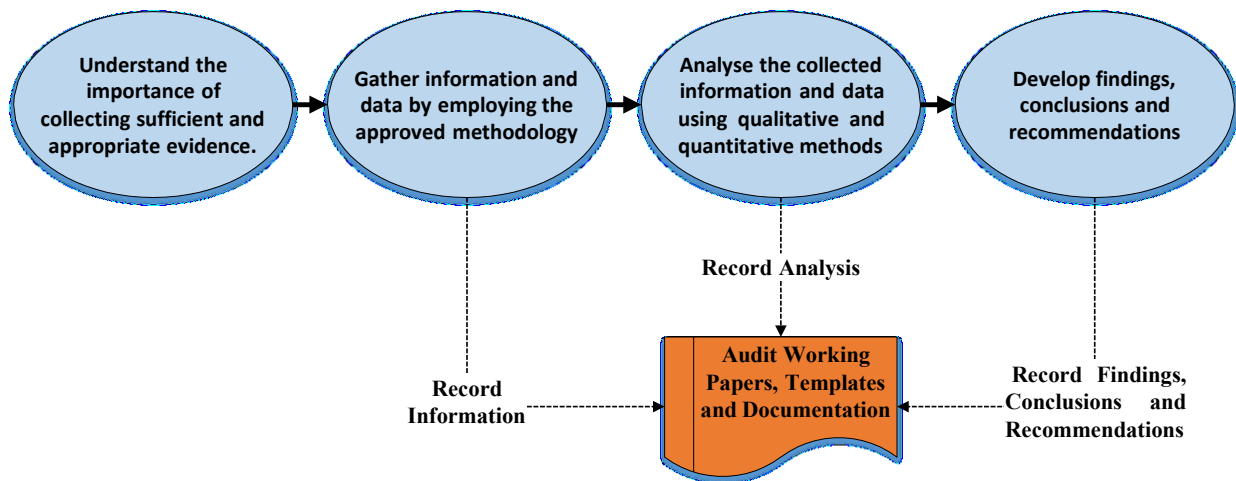 Understand the
importance of
collecting sufficient and
appropriate evidence.
Gather information and
data by employing the
approved methodology
Analyse the collected
information and data
using qualitative and
quantitative methods
Develop findings,
conclusions and
recommendations
Record Analysis
Record
Information
Audit Working
Papers, Templates
and Documentation
Record Findings,
Conclusions and
Recommendations